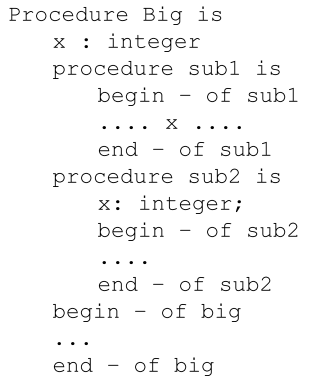 Procedure Big is
x : integer
procedure sub1 is
begin – of sub1
.... x ....
end – of sub1
procedure sub2 is
x: integer;
begin – of sub2
....
end – of sub2
begin – of big
...
end – of big